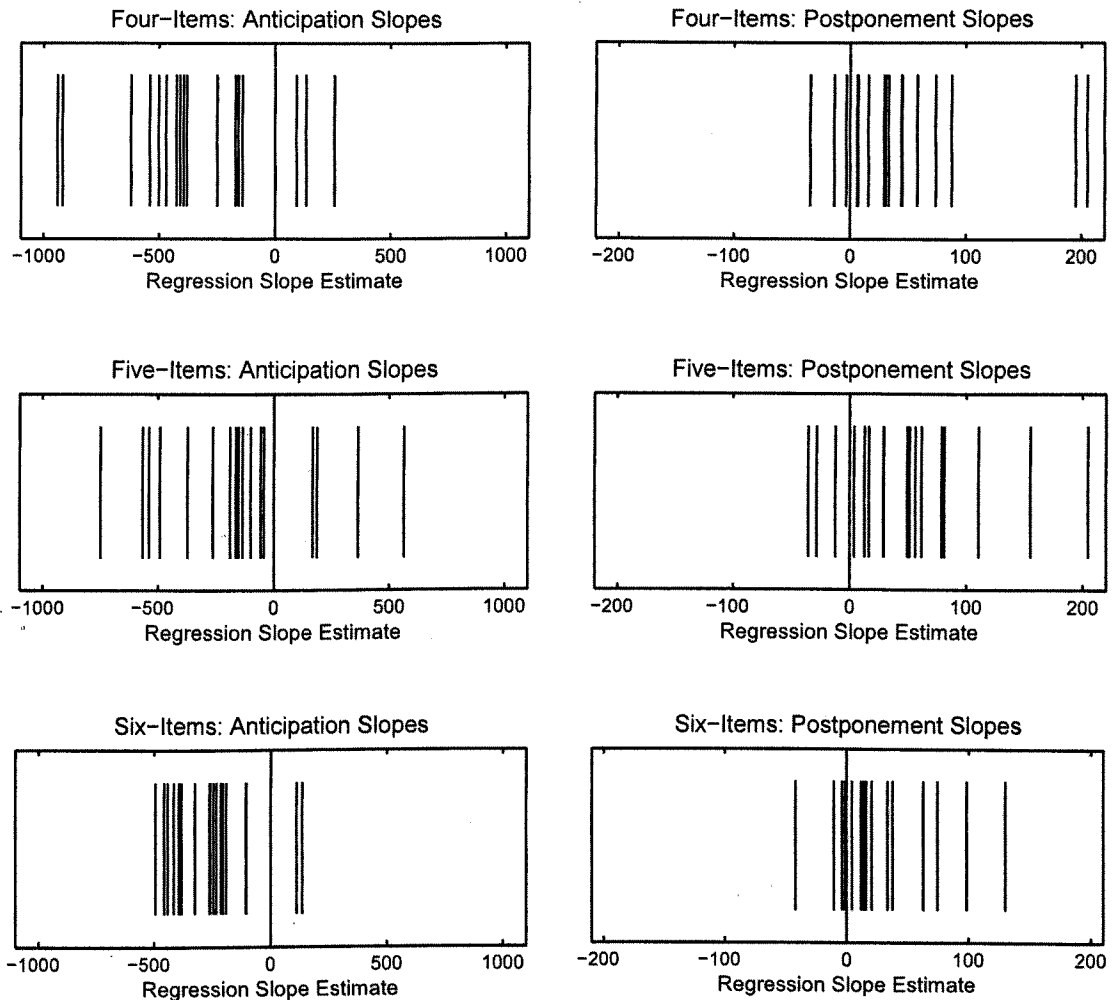 Four−Items: Anticipation Slopes
−1000 −500 0 500 1000
Regression Slope Estimate
Four−Items: Postponement Slopes
−200 −100 0 100 200
Regression Slope Estimate
Five−Items: Anticipation Slopes
−1000 −500 0 500 1000
Regression Slope Estimate
Five−Items: Postponement Slopes
−200 −100 0 100 200
Regression Slope Estimate
Six−Items: Anticipation Slopes
−1000 −500 0 500 1000
Regression Slope Estimate
Six−Items: Postponement Slopes
−200 −100 0 100 200
Regression Slope Estimate